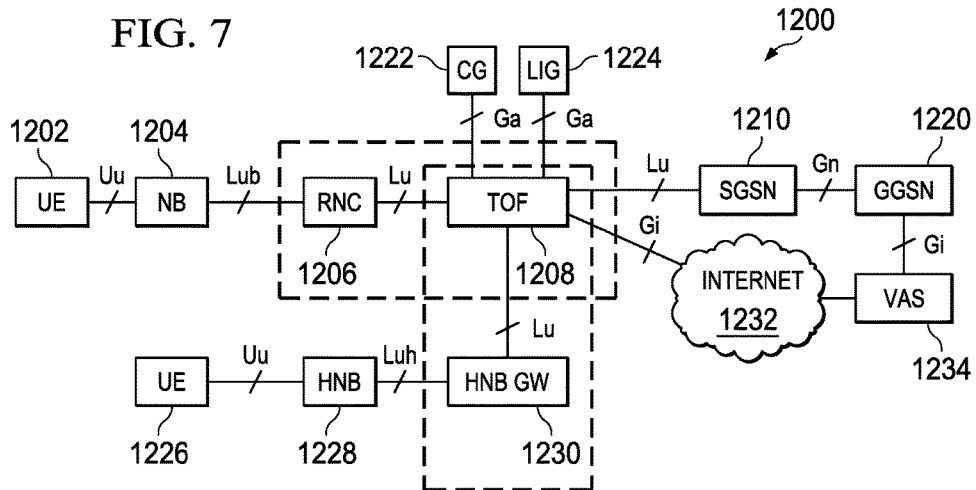 FIG. 7
1200
1222
CG
LIG
1224
Ga
Ga
1202
1204
1210
1220
UE
Uu
NB
Lub
RNC
Lu
TOF
Lu
SGSN
Gn
GGSN
1206
1208
Gi
Gi
INTERNET
1232
VAS
1234
Lu
UE
Uu
HNB
Luh
HNB GW
1226
1228
1230